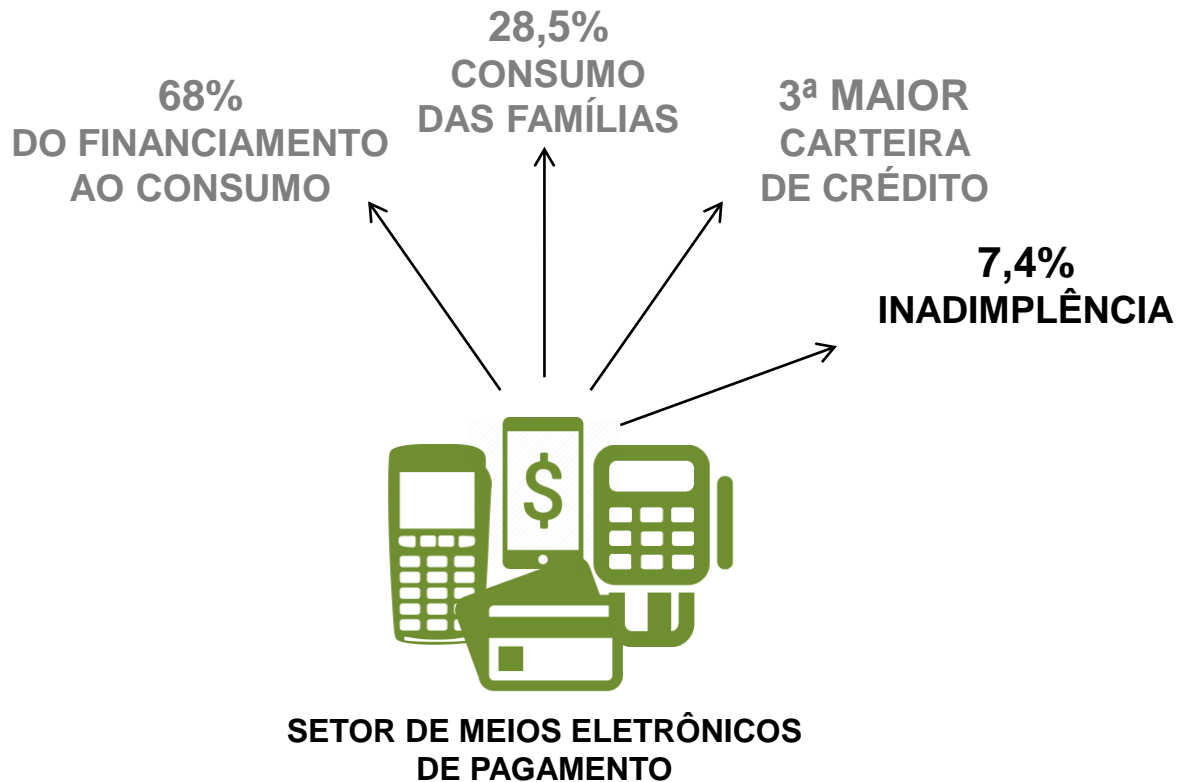 28,5%
CONSUMO
DAS FAMÍLIAS
68%
DO FINANCIAMENTO
AO CONSUMO
3ª MAIOR
CARTEIRA
DE CRÉDITO
7,4%
INADIMPLÊNCIA
$
SETOR DE MEIOS ELETRÔNICOS
DE PAGAMENTO